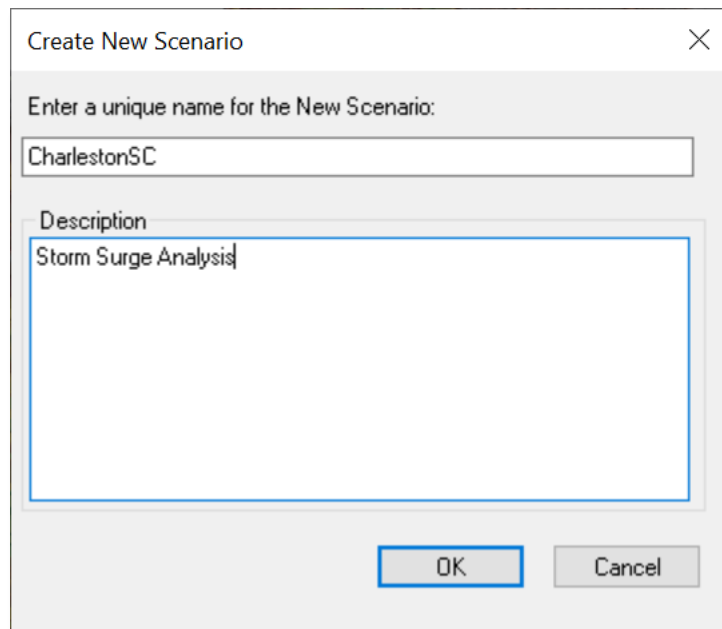 Create New Scenario
Enter a unique name for the New Scenario:
CharlestonSC
Description
Storm Surge Analysis
OK
Cancel